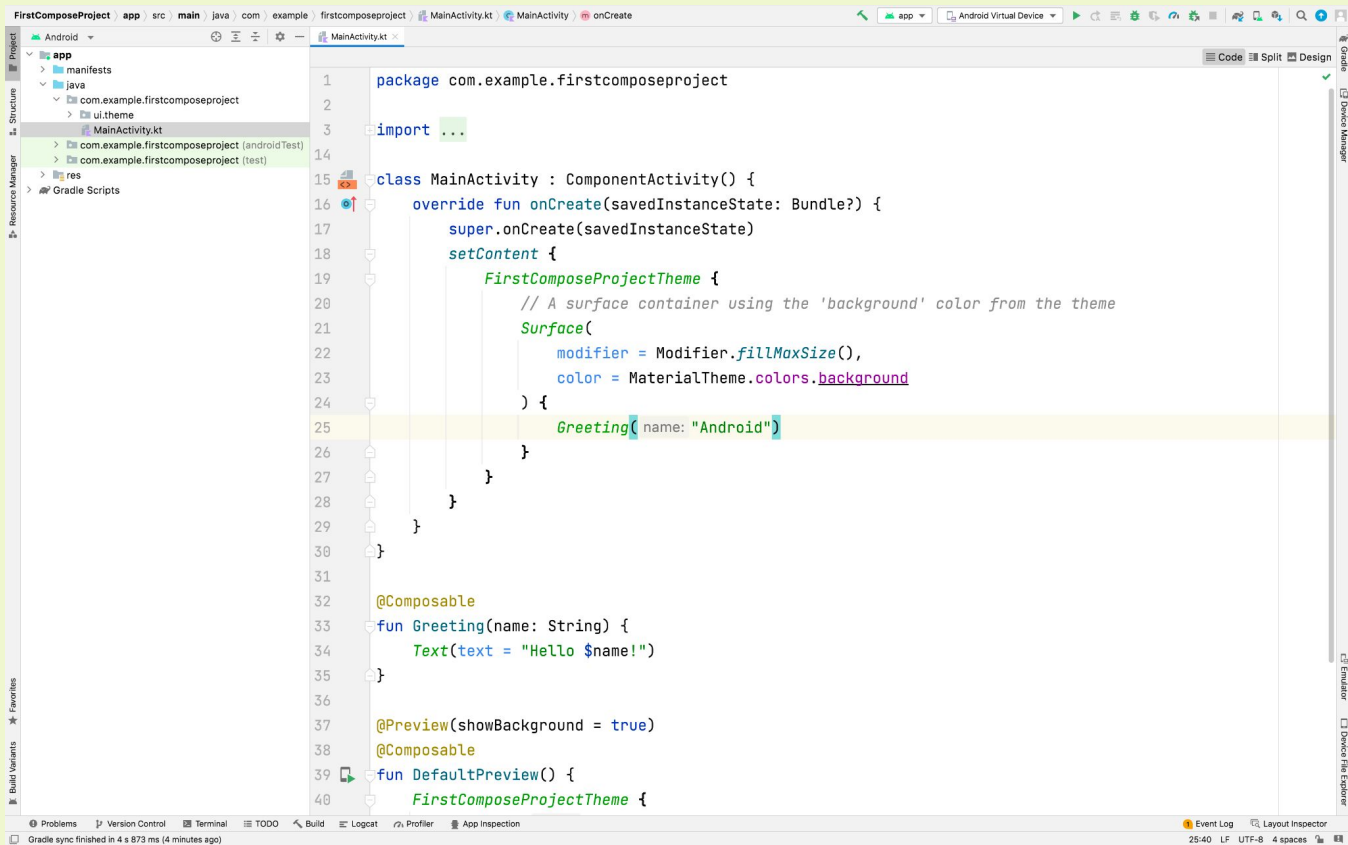 FirstComposeProject app src main java com example firstcomposeproject MainActivity.kt MainActivity onCreate
app Android Virtual Device
Android
MainActivity.kt
Project
Structure
Resource Manager
Favorites
Build Variants
app
manifests
java
com.example.firstcomposeproject
ui.theme
MainActivity.kt
com.example.firstcomposeproject (androidTest)
com.example.firstcomposeproject (test)
res
Gradle Scripts
Code Split Design
1 package com.example.firstcomposeproject
2
3 import ...
14
15 class MainActivity : ComponentActivity() {
16 override fun onCreate(savedInstanceState: Bundle?) {
17 super.onCreate(savedInstanceState)
18 setContent {
19 FirstComposeProjectTheme {
20 // A surface container using the 'background' color from the theme
21 Surface(
22 modifier = Modifier.fillMaxSize(),
23 color = MaterialTheme.colors.background
24 ) {
25 Greeting( name: "Android")
26 }
27 }
28 }
29 }
30 }
31
32 @Composable
33 fun Greeting(name: String) {
34 Text(text = "Hello $name!")
35 }
36
37 @Preview(showBackground = true)
38 @Composable
39 fun DefaultPreview() {
40 FirstComposeProjectTheme {
Gradle
Device Manager
Emulator
Device File Explorer
Problems Version Control Terminal TODO Build Logcat Profiler App Inspection 1 Event Log Layout Inspector
Gradle sync finished in 4 s 873 ms (4 minutes ago) 25:40 LF UTF-8 4 spaces